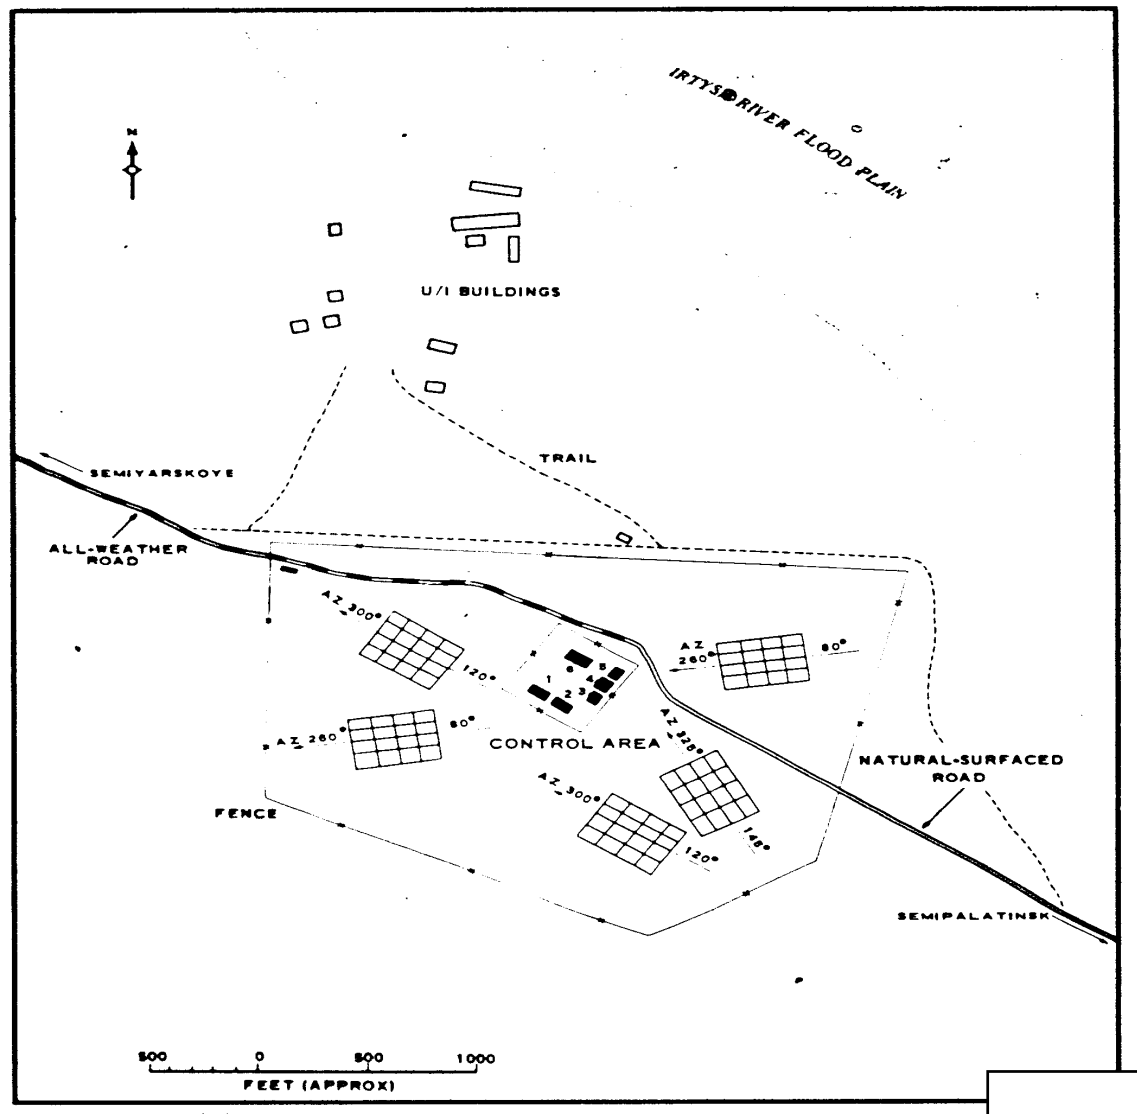 IRTYSH RIVER FLOOD PLAIN
N
U/I BUILDINGS
TRAIL
SEMIYARSKOYE
ALL-WEATHER
ROAD
AZ 300°
120°
AZ
260°
80°
6
5
4
3
1
2
AZ 260°
80°
CONTROL AREA
AZ 328°
148°
NATURAL-SURFACED
ROAD
AZ 300°
120°
FENCE
SEMIPALATINSK
500 0 500 1000
FEET (APPROX)